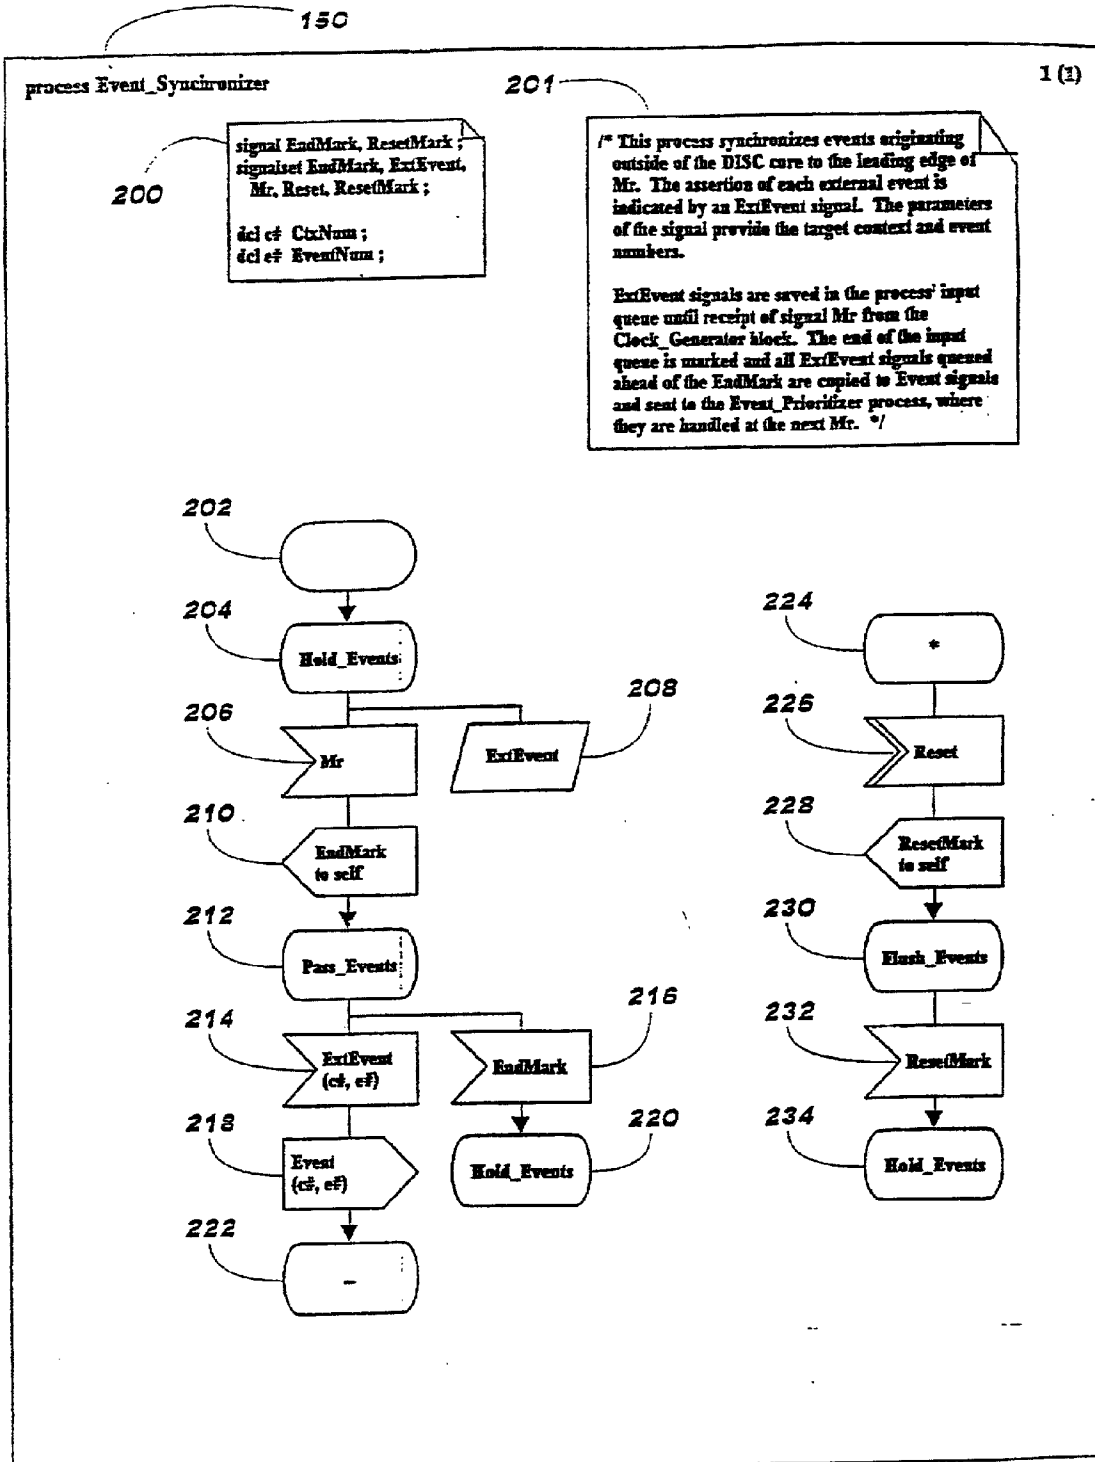 150
process Event_Synchronizer
201
1 (1)
200
signal EndMark, ResetMark ;
signalset EndMark, ExtEvent,
Mr, Reset, ResetMark ;
dcl c# CtxNum ;
dcl e# EventNum ;
/* This process synchronizes events originating
outside of the DISC core to the leading edge of
Mr. The assertion of each external event is
indicated by an ExtEvent signal. The parameters
of the signal provide the target context and event
numbers.
ExtEvent signals are saved in the process' input
queue until receipt of signal Mr from the
Clock_Generator block. The end of the input
queue is marked and all ExtEvent signals queued
ahead of the EndMark are copied to Event signals
and sent to the Event_Prioritizer process, where
they are handled at the next Mr. */
202
204
Hold_Events
206
Mr
208
ExtEvent
210
EndMark
to self
212
Pass_Events
214
ExtEvent
(c#, e#)
216
EndMark
218
Event
(c#, e#)
220
Hold_Events
222
–
224
*
226
Reset
228
ResetMark
to self
230
Flush_Events
232
ResetMark
234
Hold_Events